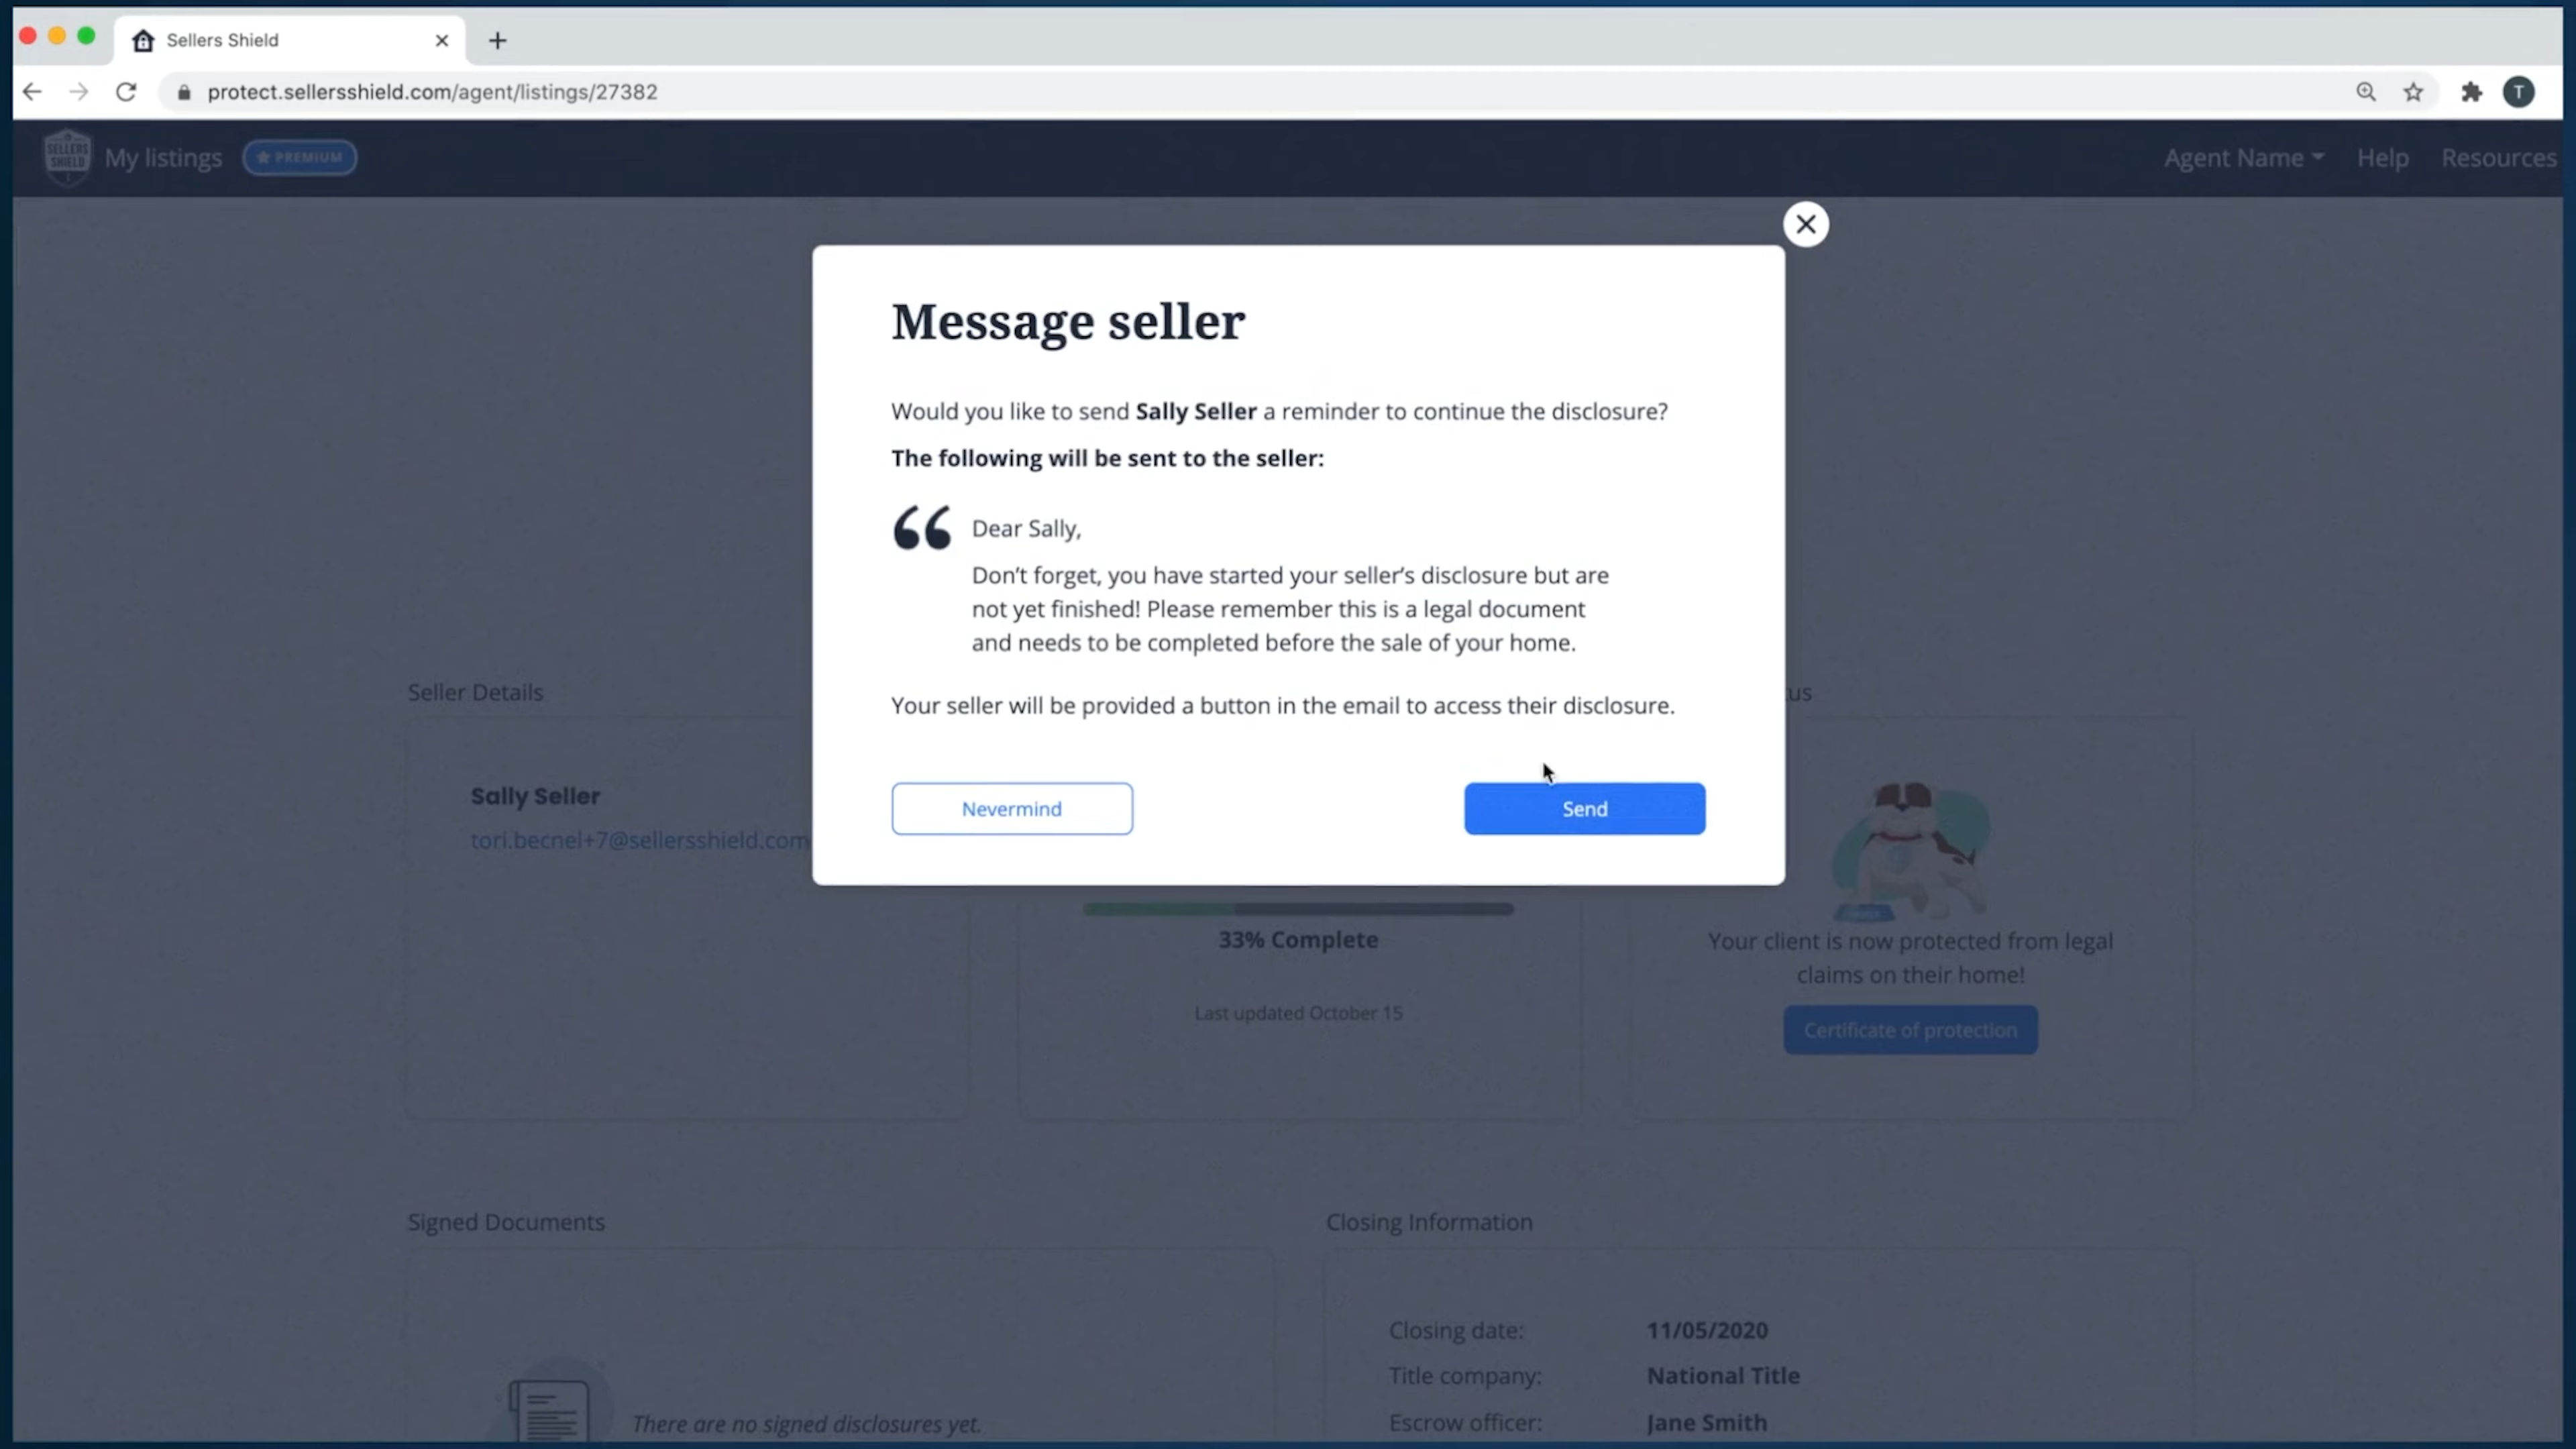 Sellers Shield
protect.sellersshield.com/agent/listings/27382
T
SELLERS
SHIELD
My listings
PREMIUM
Agent Name
Help
Resources
Message seller
Would you like to send Sally Seller a reminder to continue the disclosure?
The following will be sent to the seller:
Dear Sally,
Don't forget, you have started your seller's disclosure but are
not yet finished! Please remember this is a legal document
and needs to be completed before the sale of your home.
Your seller will be provided a button in the email to access their disclosure.
Nevermind
Send
Seller Details
Sally Seller
tori.becnel+7@sellersshield.com
33% Complete
Last updated October 15
Your client is now protected from legal
claims on their home!
Certificate of protection
Signed Documents
There are no signed disclosures yet.
Closing Information
Closing date: 11/05/2020
Title company: National Title
Escrow officer: Jane Smith